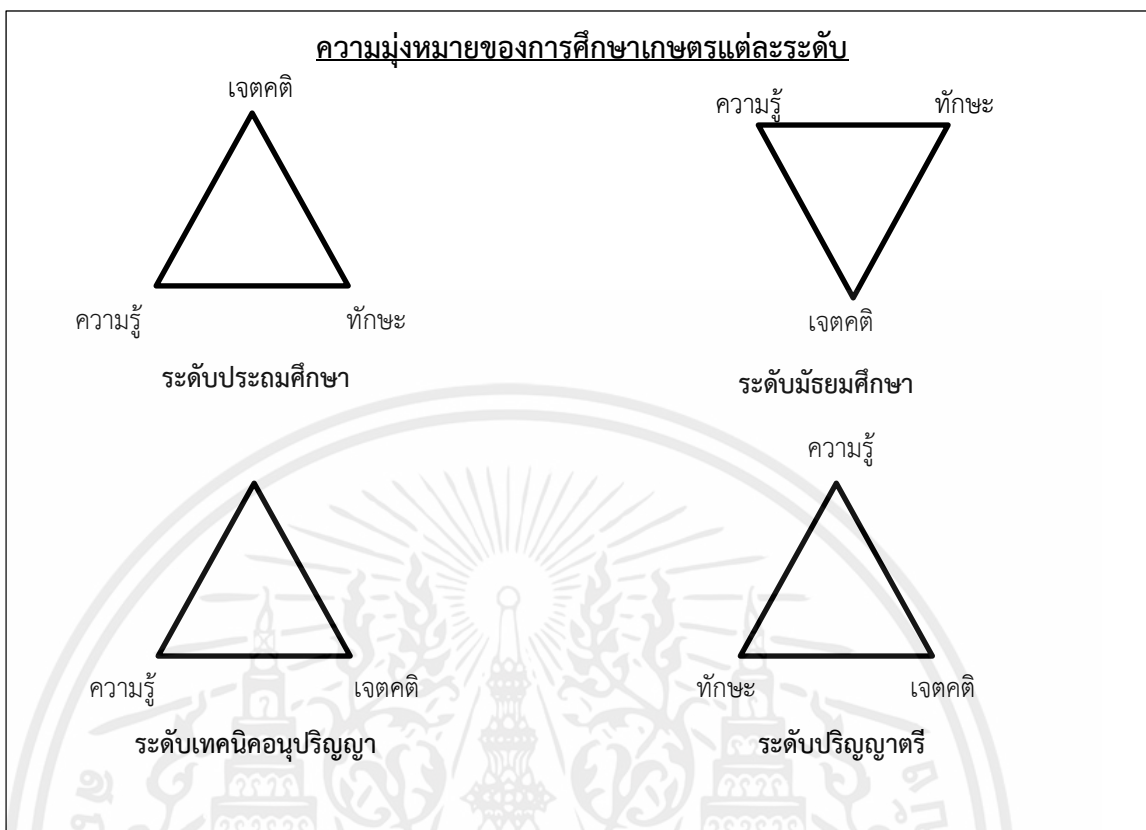 ความมุ่งหมายของการศึกษาเกษตรแต่ละระดับ
เจตคติ
ความรู้ ทักษะ
ระดับประถมศึกษา
ความรู้ ทักษะ
เจตคติ
ระดับมัธยมศึกษา
ความรู้ เจตคติ
ระดับเทคนิคอนุปริญญา
ความรู้
ทักษะ เจตคติ
ระดับปริญญาตรี